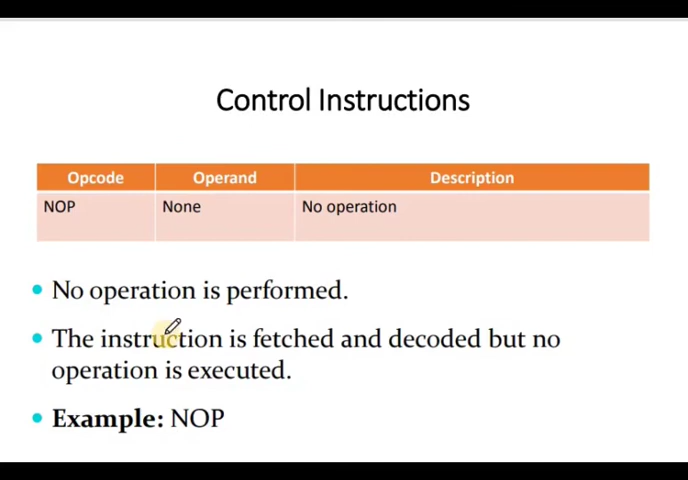 Control Instructions
Opcode Operand Description
NOP None No operation
No operation is performed.
The instruction is fetched and decoded but no
operation is executed.
Example: NOP